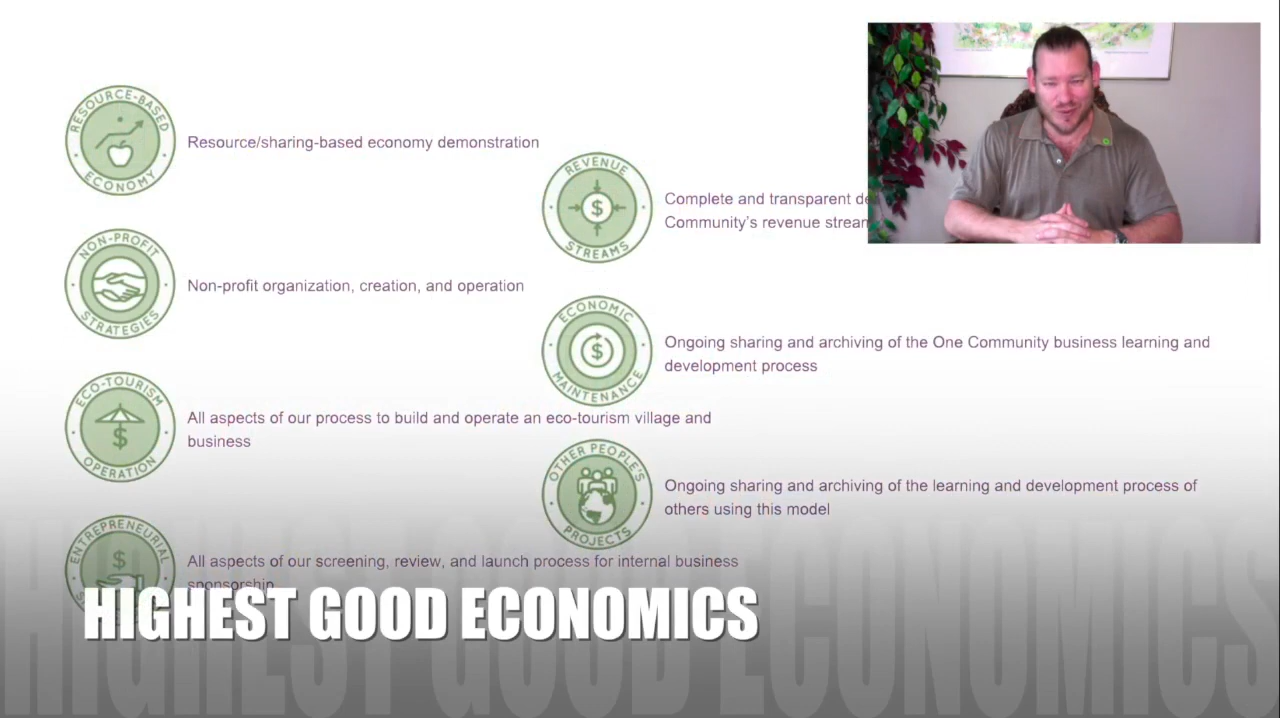 RESOURCE-BASED
ECONOMY
Resource/sharing-based economy demonstration
NON-PROFIT
STRATEGIES
Non-profit organization, creation, and operation
ECO-TOURISM
$
OPERATION
All aspects of our process to build and operate an eco-tourism village and
business
ENTREPRENEURIAL
$
All aspects of our screening, review, and launch process for internal business
sponsorship
REVENUE
$
STREAMS
Complete and transparent
Community's revenue
ECONOMIC
$
MAINTENANCE
Ongoing sharing and archiving of the One Community business learning and
development process
OTHER PEOPLE'S
PROJECTS
Ongoing sharing and archiving of the learning and development process of
others using this model
HIGHEST GOOD ECONOMICS
HIGHEST GOOD ECONOMICS